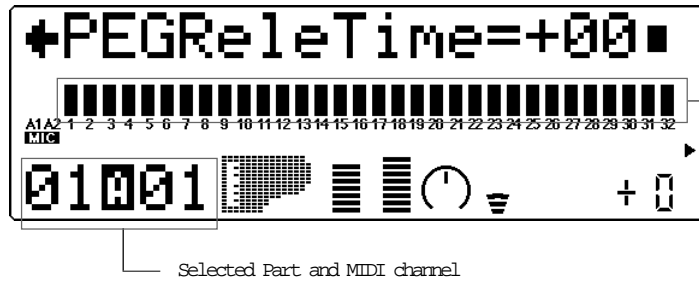 PEGReleTime=+00
A1 A2 1 2 3 4 5 6 7 8 9 10 11 12 13 14 15 16 17 18 19 20 21 22 23 24 25 26 27 28 29 30 31 32
MIC
01A01 + 0
Selected Part and MIDI channel